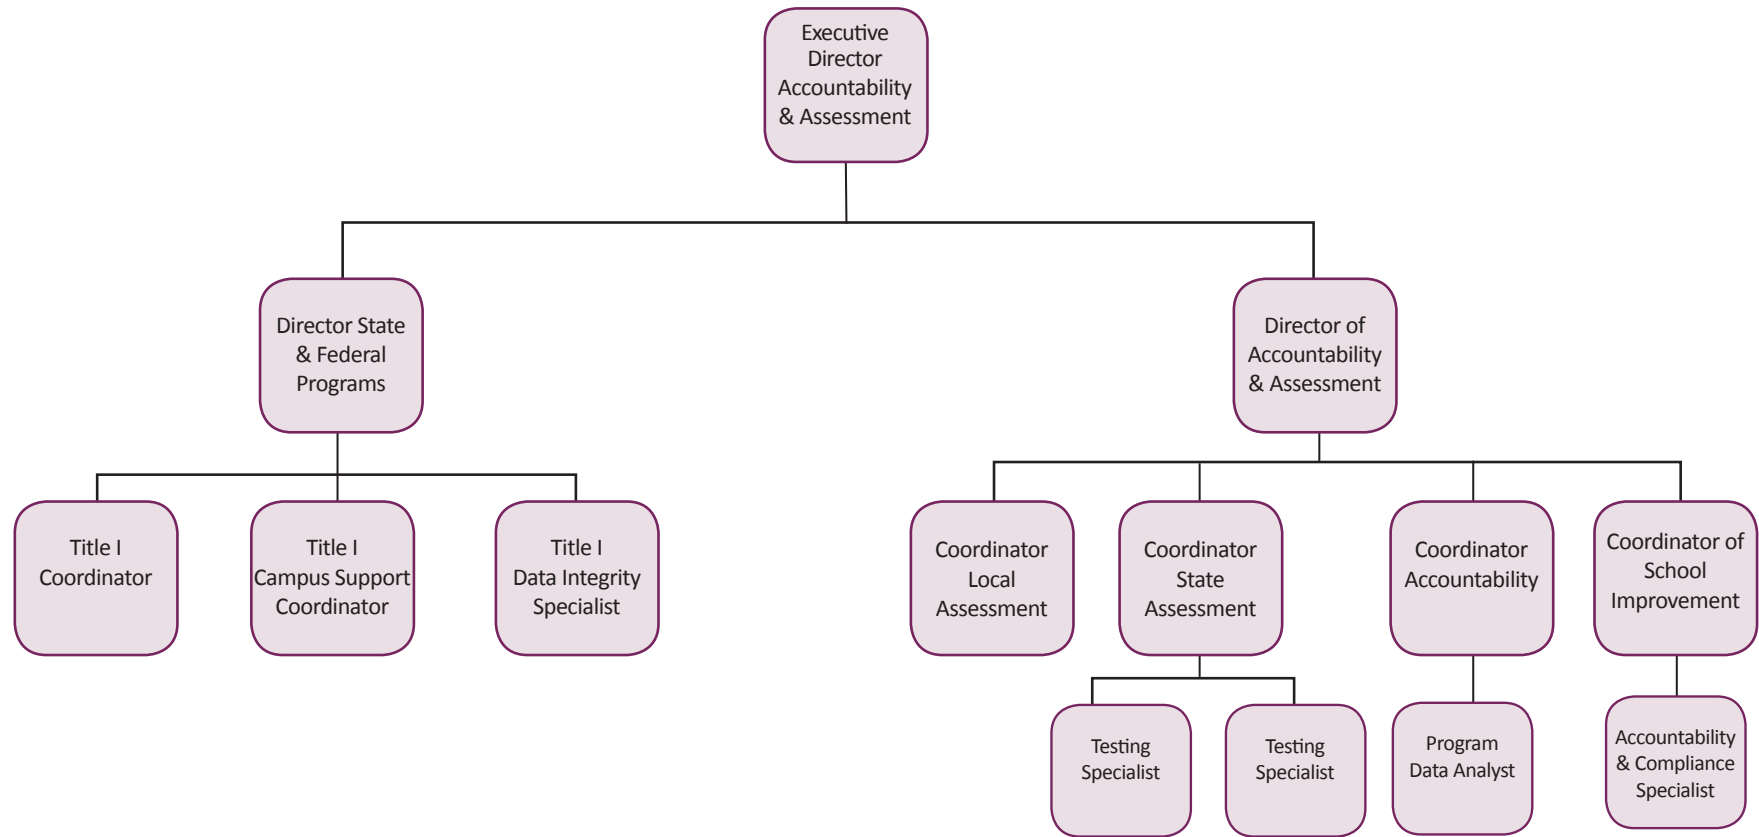 Executive
Director
Accountability
& Assessment
Director State
& Federal
Programs
Director of
Accountability
& Assessment
Title I
Coordinator
Title I
Campus Support
Coordinator
Title I
Data Integrity
Specialist
Coordinator
Local
Assessment
Coordinator
State
Assessment
Coordinator
Accountability
Coordinator of
School
Improvement
Testing
Specialist
Testing
Specialist
Program
Data Analyst
Accountability
& Compliance
Specialist